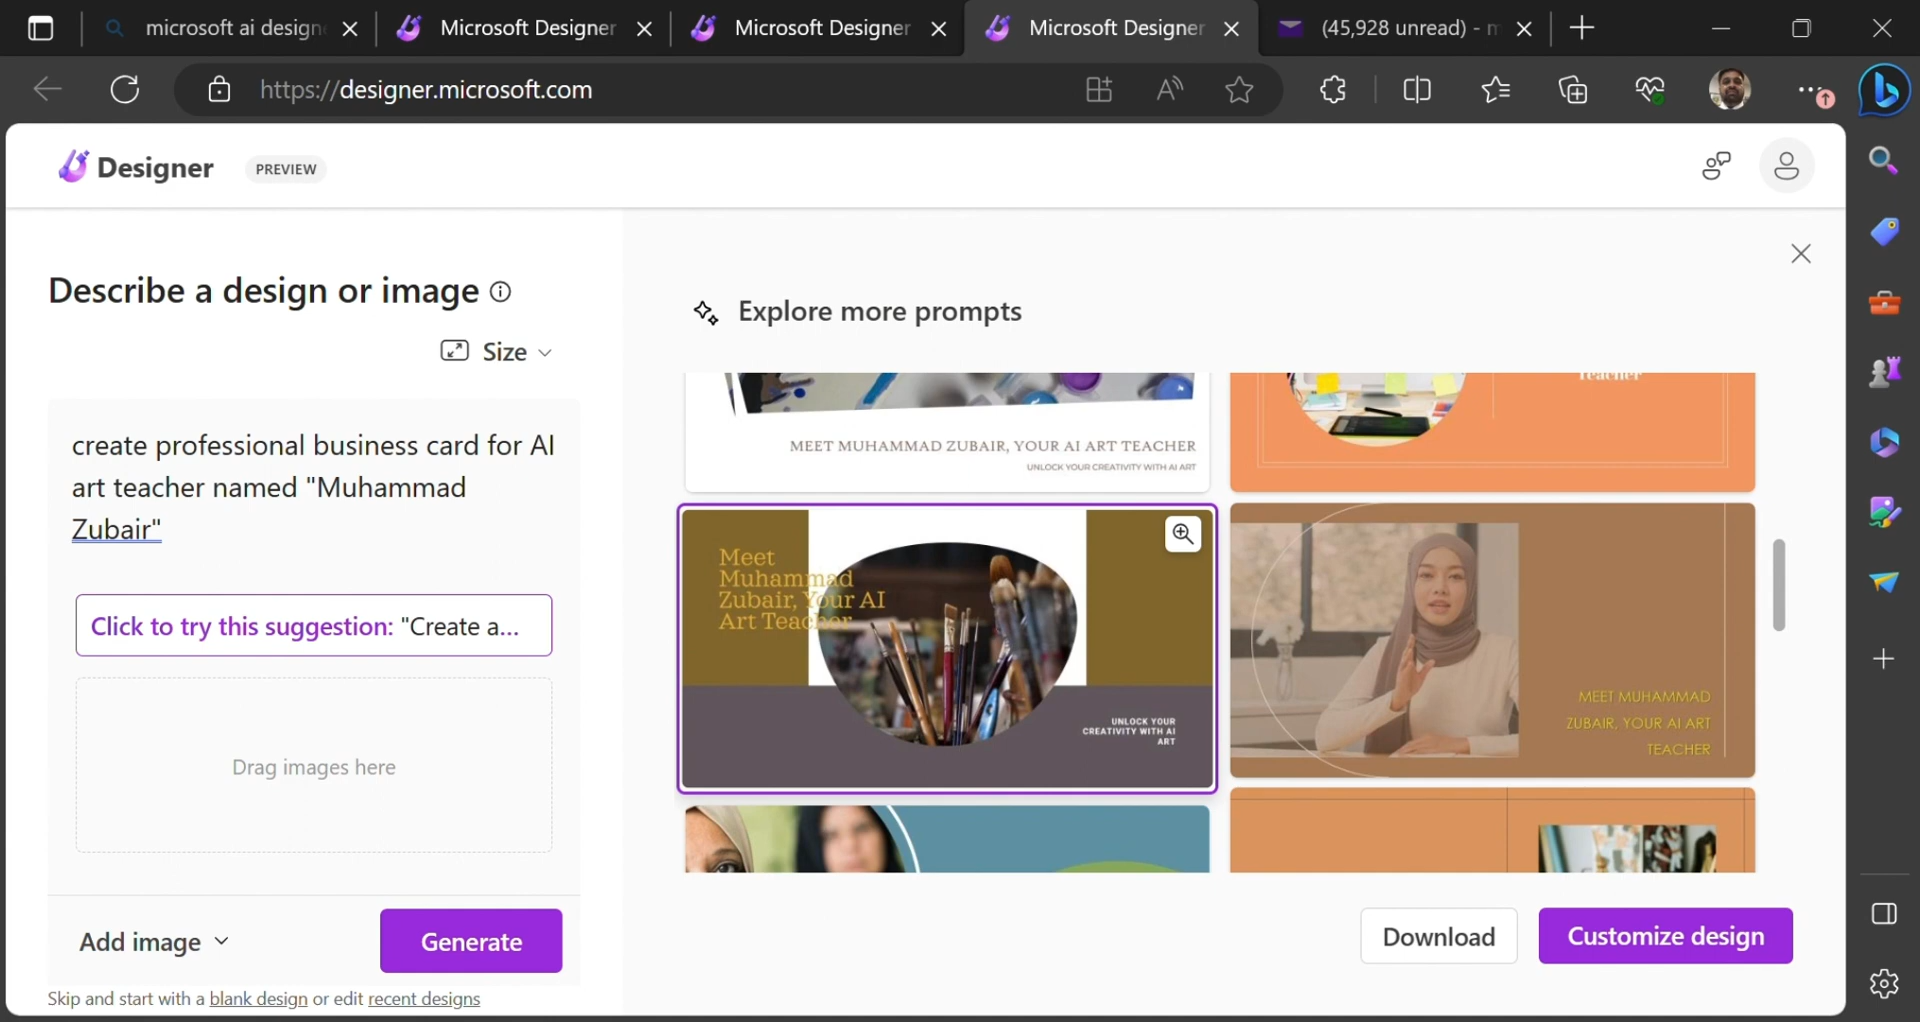 microsoft ai design
Microsoft Designer
Microsoft Designer
Microsoft Designer
(45,928 unread) - m
https://designer.microsoft.com
Designer
PREVIEW
Describe a design or image
Size
create professional business card for AI
art teacher named "Muhammad
Zubair"
Click to try this suggestion: "Create a...
Drag images here
Add image
Generate
Skip and start with a blank design or edit recent designs
Explore more prompts
MEET MUHAMMAD ZUBAIR, YOUR AI ART TEACHER
UNLOCK YOUR CREATIVITY WITH AI ART
Teacher
Meet
Muhammad
Zubair, Your AI
Art Teacher
UNLOCK YOUR
CREATIVITY WITH AI
ART
MEET MUHAMMAD
ZUBAIR, YOUR AI ART
TEACHER
Download
Customize design